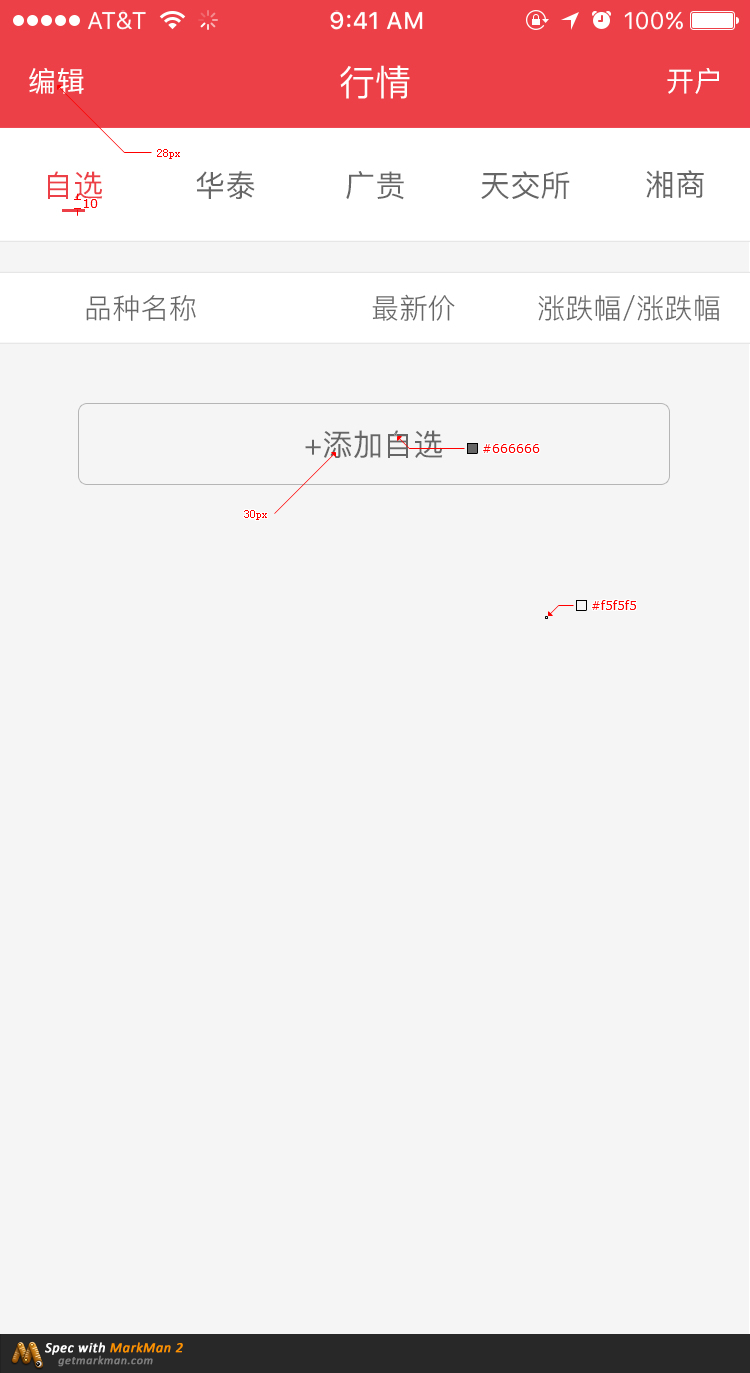 AT&T 9:41 AM 100%
编辑 行情 开户
28px
自选 华泰 广贵 天交所 湘商
10
品种名称 最新价 涨跌幅/涨跌幅
+添加自选
#666666
30px
#f5f5f5
Spec with MarkMan 2
getmarkman.com